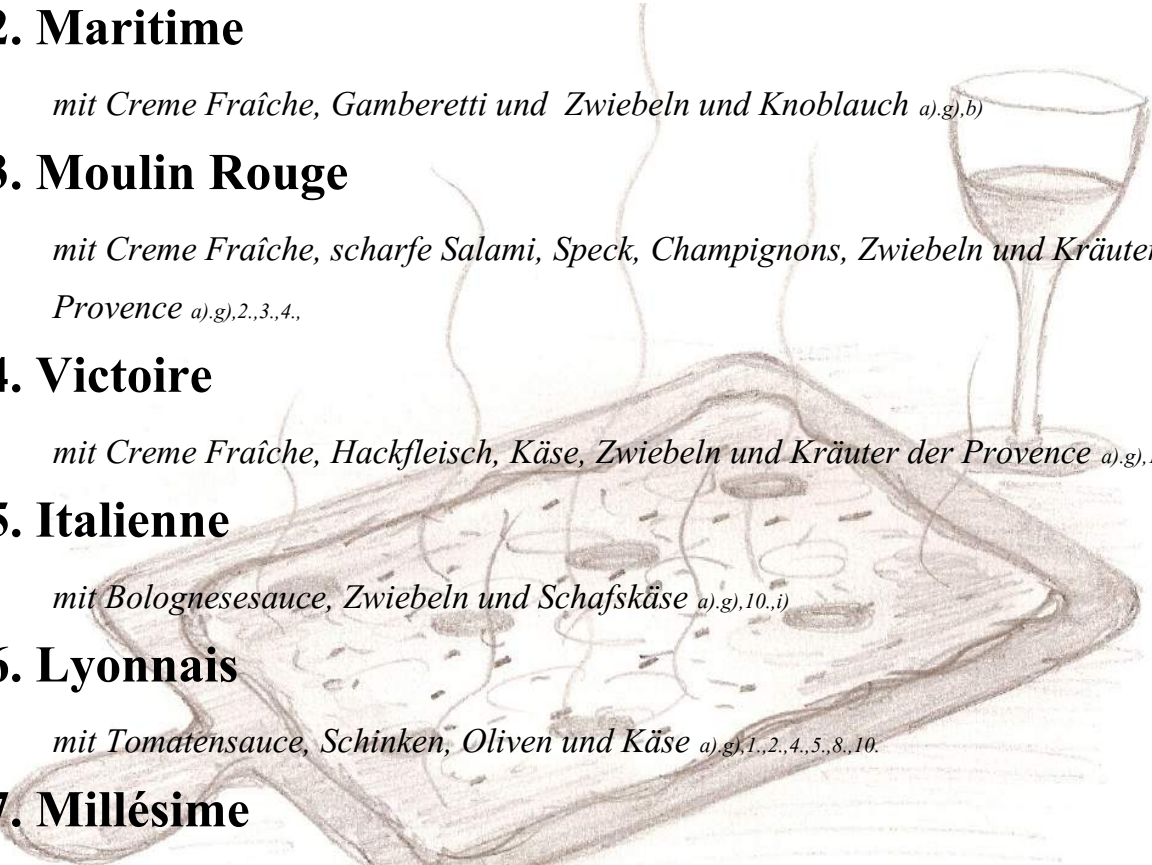 2. Maritime
mit Creme Fraîche, Gamberetti und Zwiebeln und Knoblauch a).g),b)
3. Moulin Rouge
mit Creme Fraîche, scharfe Salami, Speck, Champignons, Zwiebeln und Kräuter
Provence a).g),2.,3.,4.,
4. Victoire
mit Creme Fraîche, Hackfleisch, Käse, Zwiebeln und Kräuter der Provence a).g),
5. Italienne
mit Bolognesesauce, Zwiebeln und Schafskäse a).g),10.,i)
6. Lyonnais
mit Tomatensauce, Schinken, Oliven und Käse a).g),1.,2.,4.,5.,8.,10.
7. Millésime